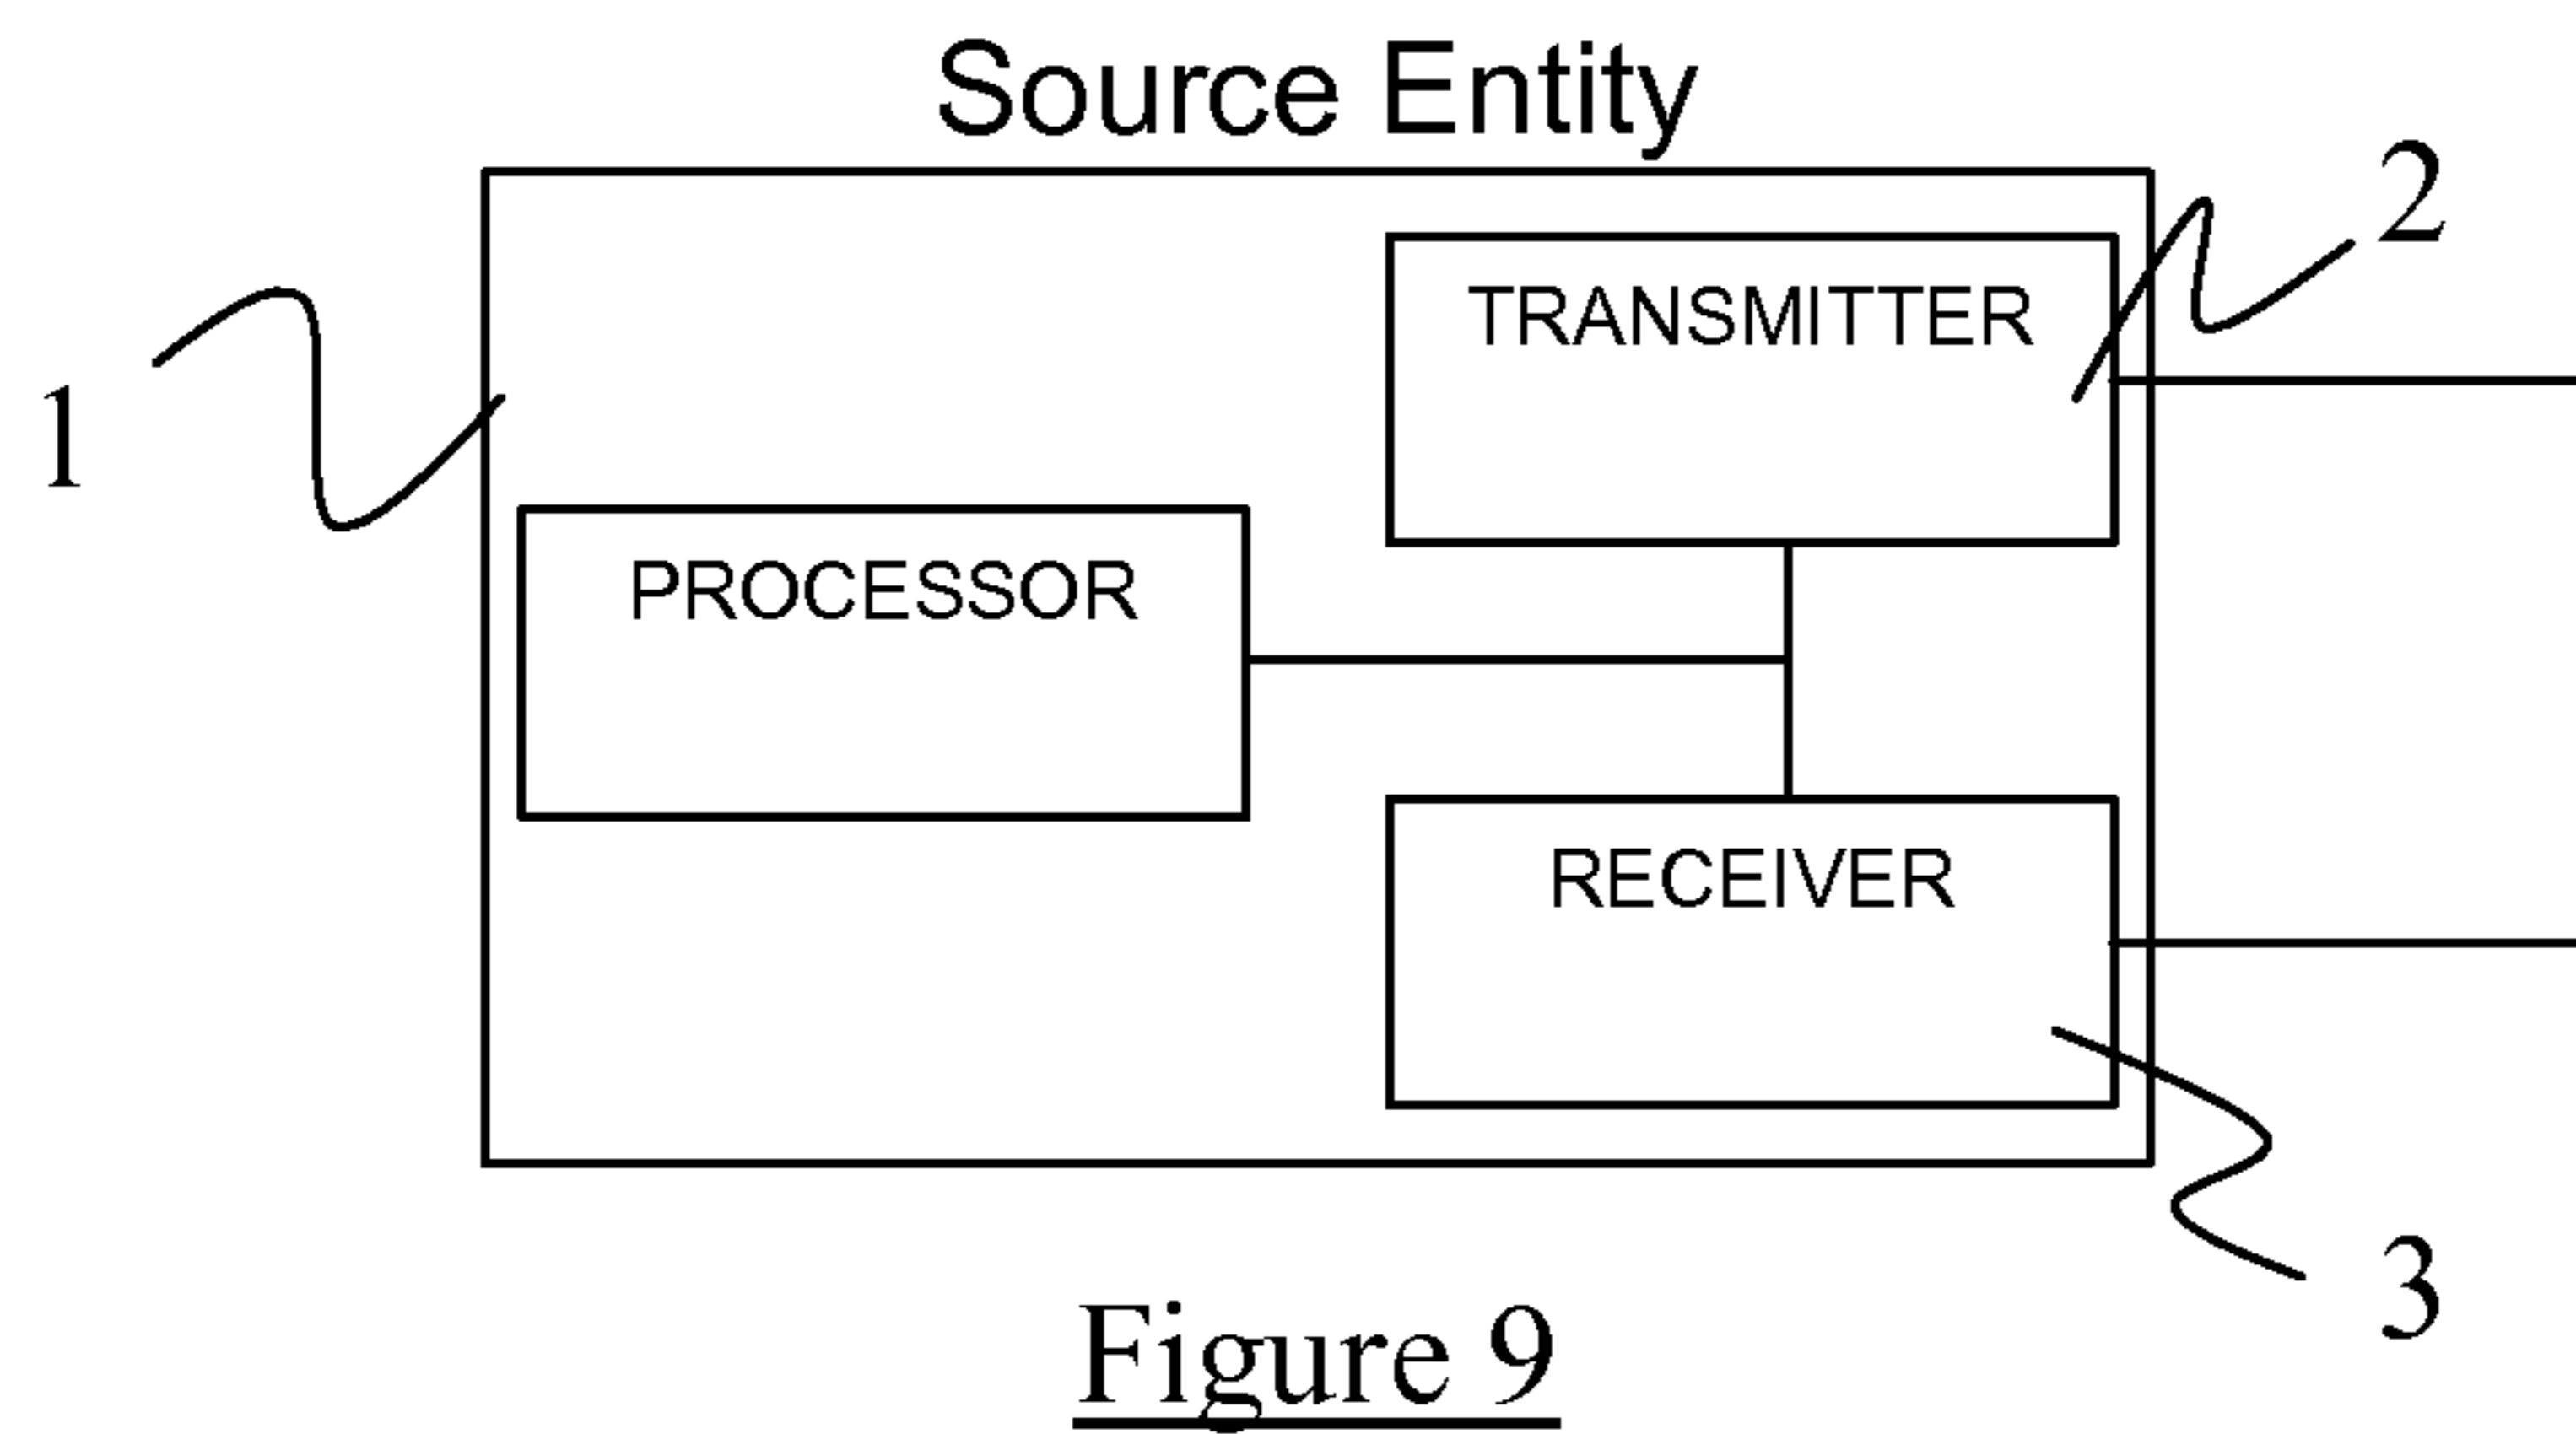 Source Entity
2
TRANSMITTER
1
PROCESSOR
RECEIVER
3
Figure 9